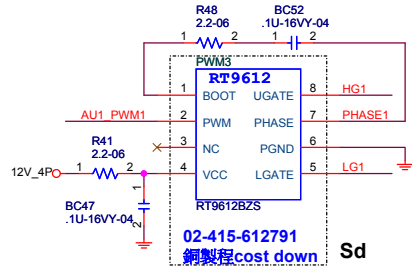 R48 BC52
2.2-06 .1U-16VY-04
1 2 1 2
PWM3
RT9612
1 BOOT UGATE 8 HG1
AU1_PWM1 2 PWM PHASE 7 PHASE1
3 NC PGND 6
R41
2.2-06
12V_4P 1 2 4 VCC LGATE 5 LG1
1
BC47
.1U-16VY-04
2
RT9612BZS
02-415-612791
銅製程cost down Sd